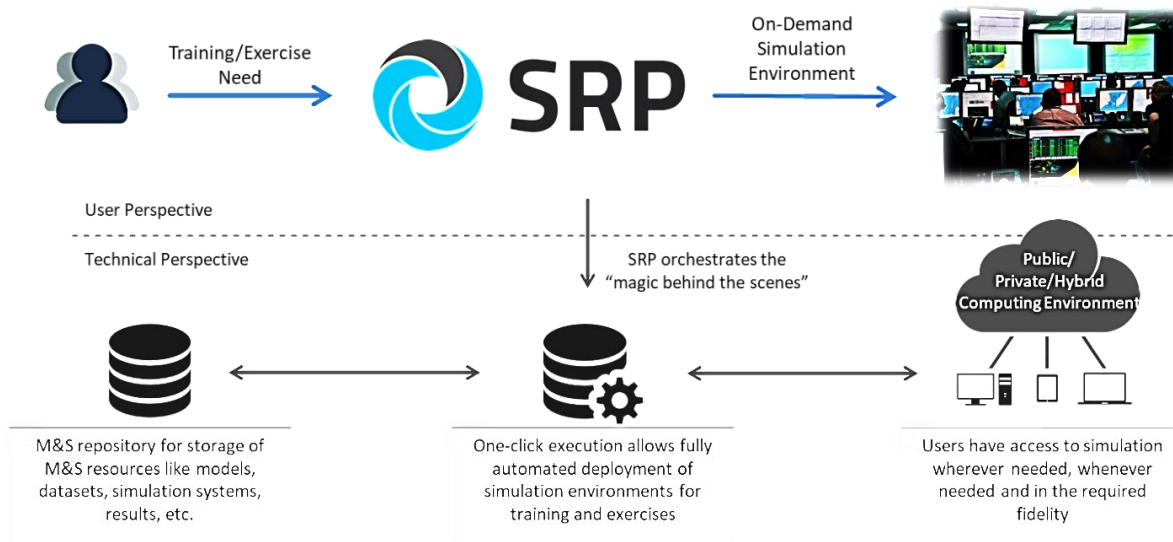 Training/Exercise
Need
SRP
On-Demand
Simulation
Environment
User Perspective
Technical Perspective
SRP orchestrates the
“magic behind the scenes”
Public/
Private/Hybrid
Computing Environment
M&S repository for storage of
M&S resources like models,
datasets, simulation systems,
results, etc.
One-click execution allows fully
automated deployment of
simulation environments for
training and exercises
Users have access to simulation
wherever needed, whenever
needed and in the required
fidelity